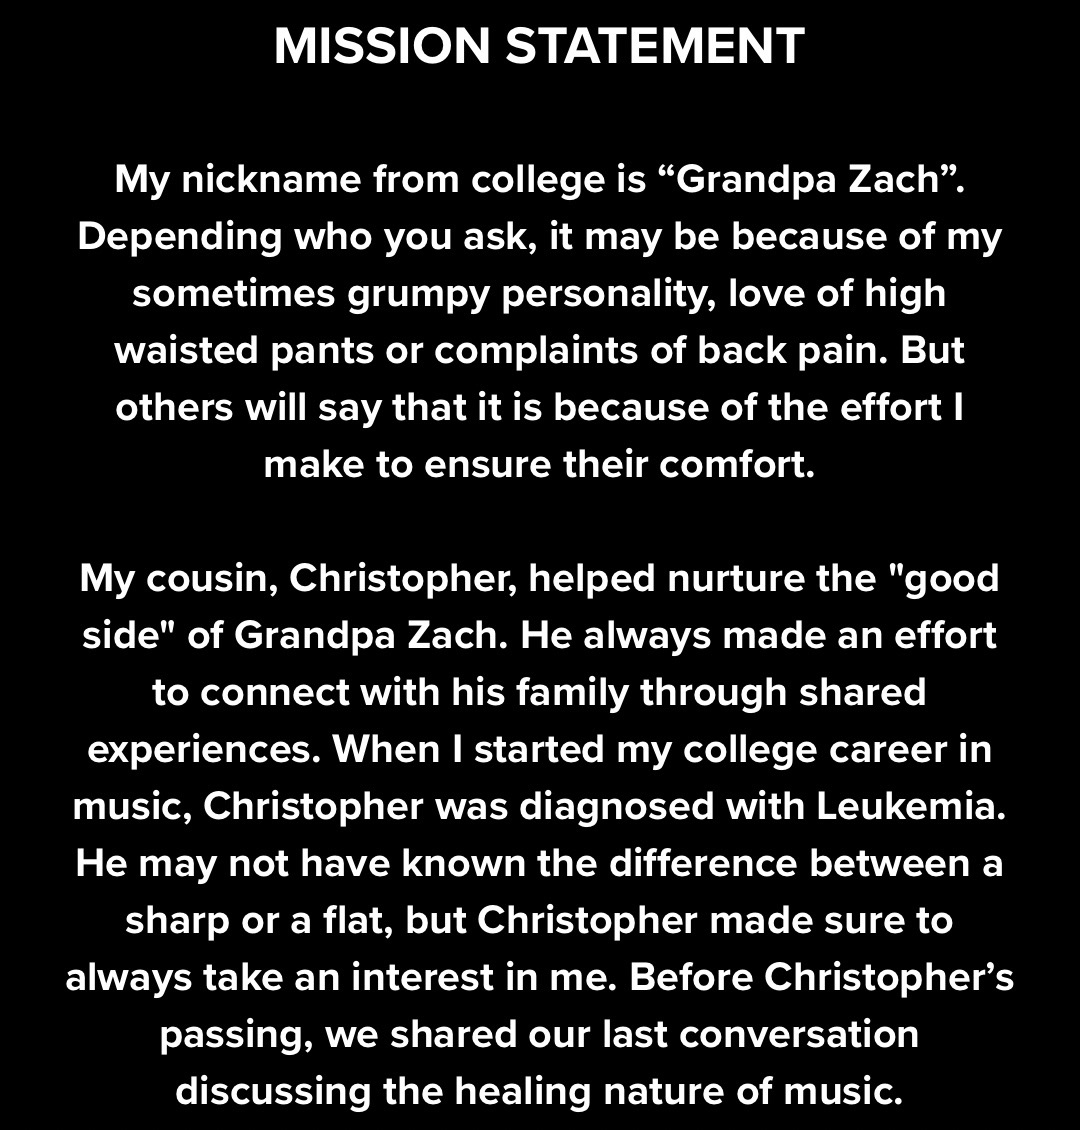 MISSION STATEMENT
My nickname from college is “Grandpa Zach”.
Depending who you ask, it may be because of my
sometimes grumpy personality, love of high
waisted pants or complaints of back pain. But
others will say that it is because of the effort I
make to ensure their comfort.
My cousin, Christopher, helped nurture the "good
side" of Grandpa Zach. He always made an effort
to connect with his family through shared
experiences. When I started my college career in
music, Christopher was diagnosed with Leukemia.
He may not have known the difference between a
sharp or a flat, but Christopher made sure to
always take an interest in me. Before Christopher’s
passing, we shared our last conversation
discussing the healing nature of music.